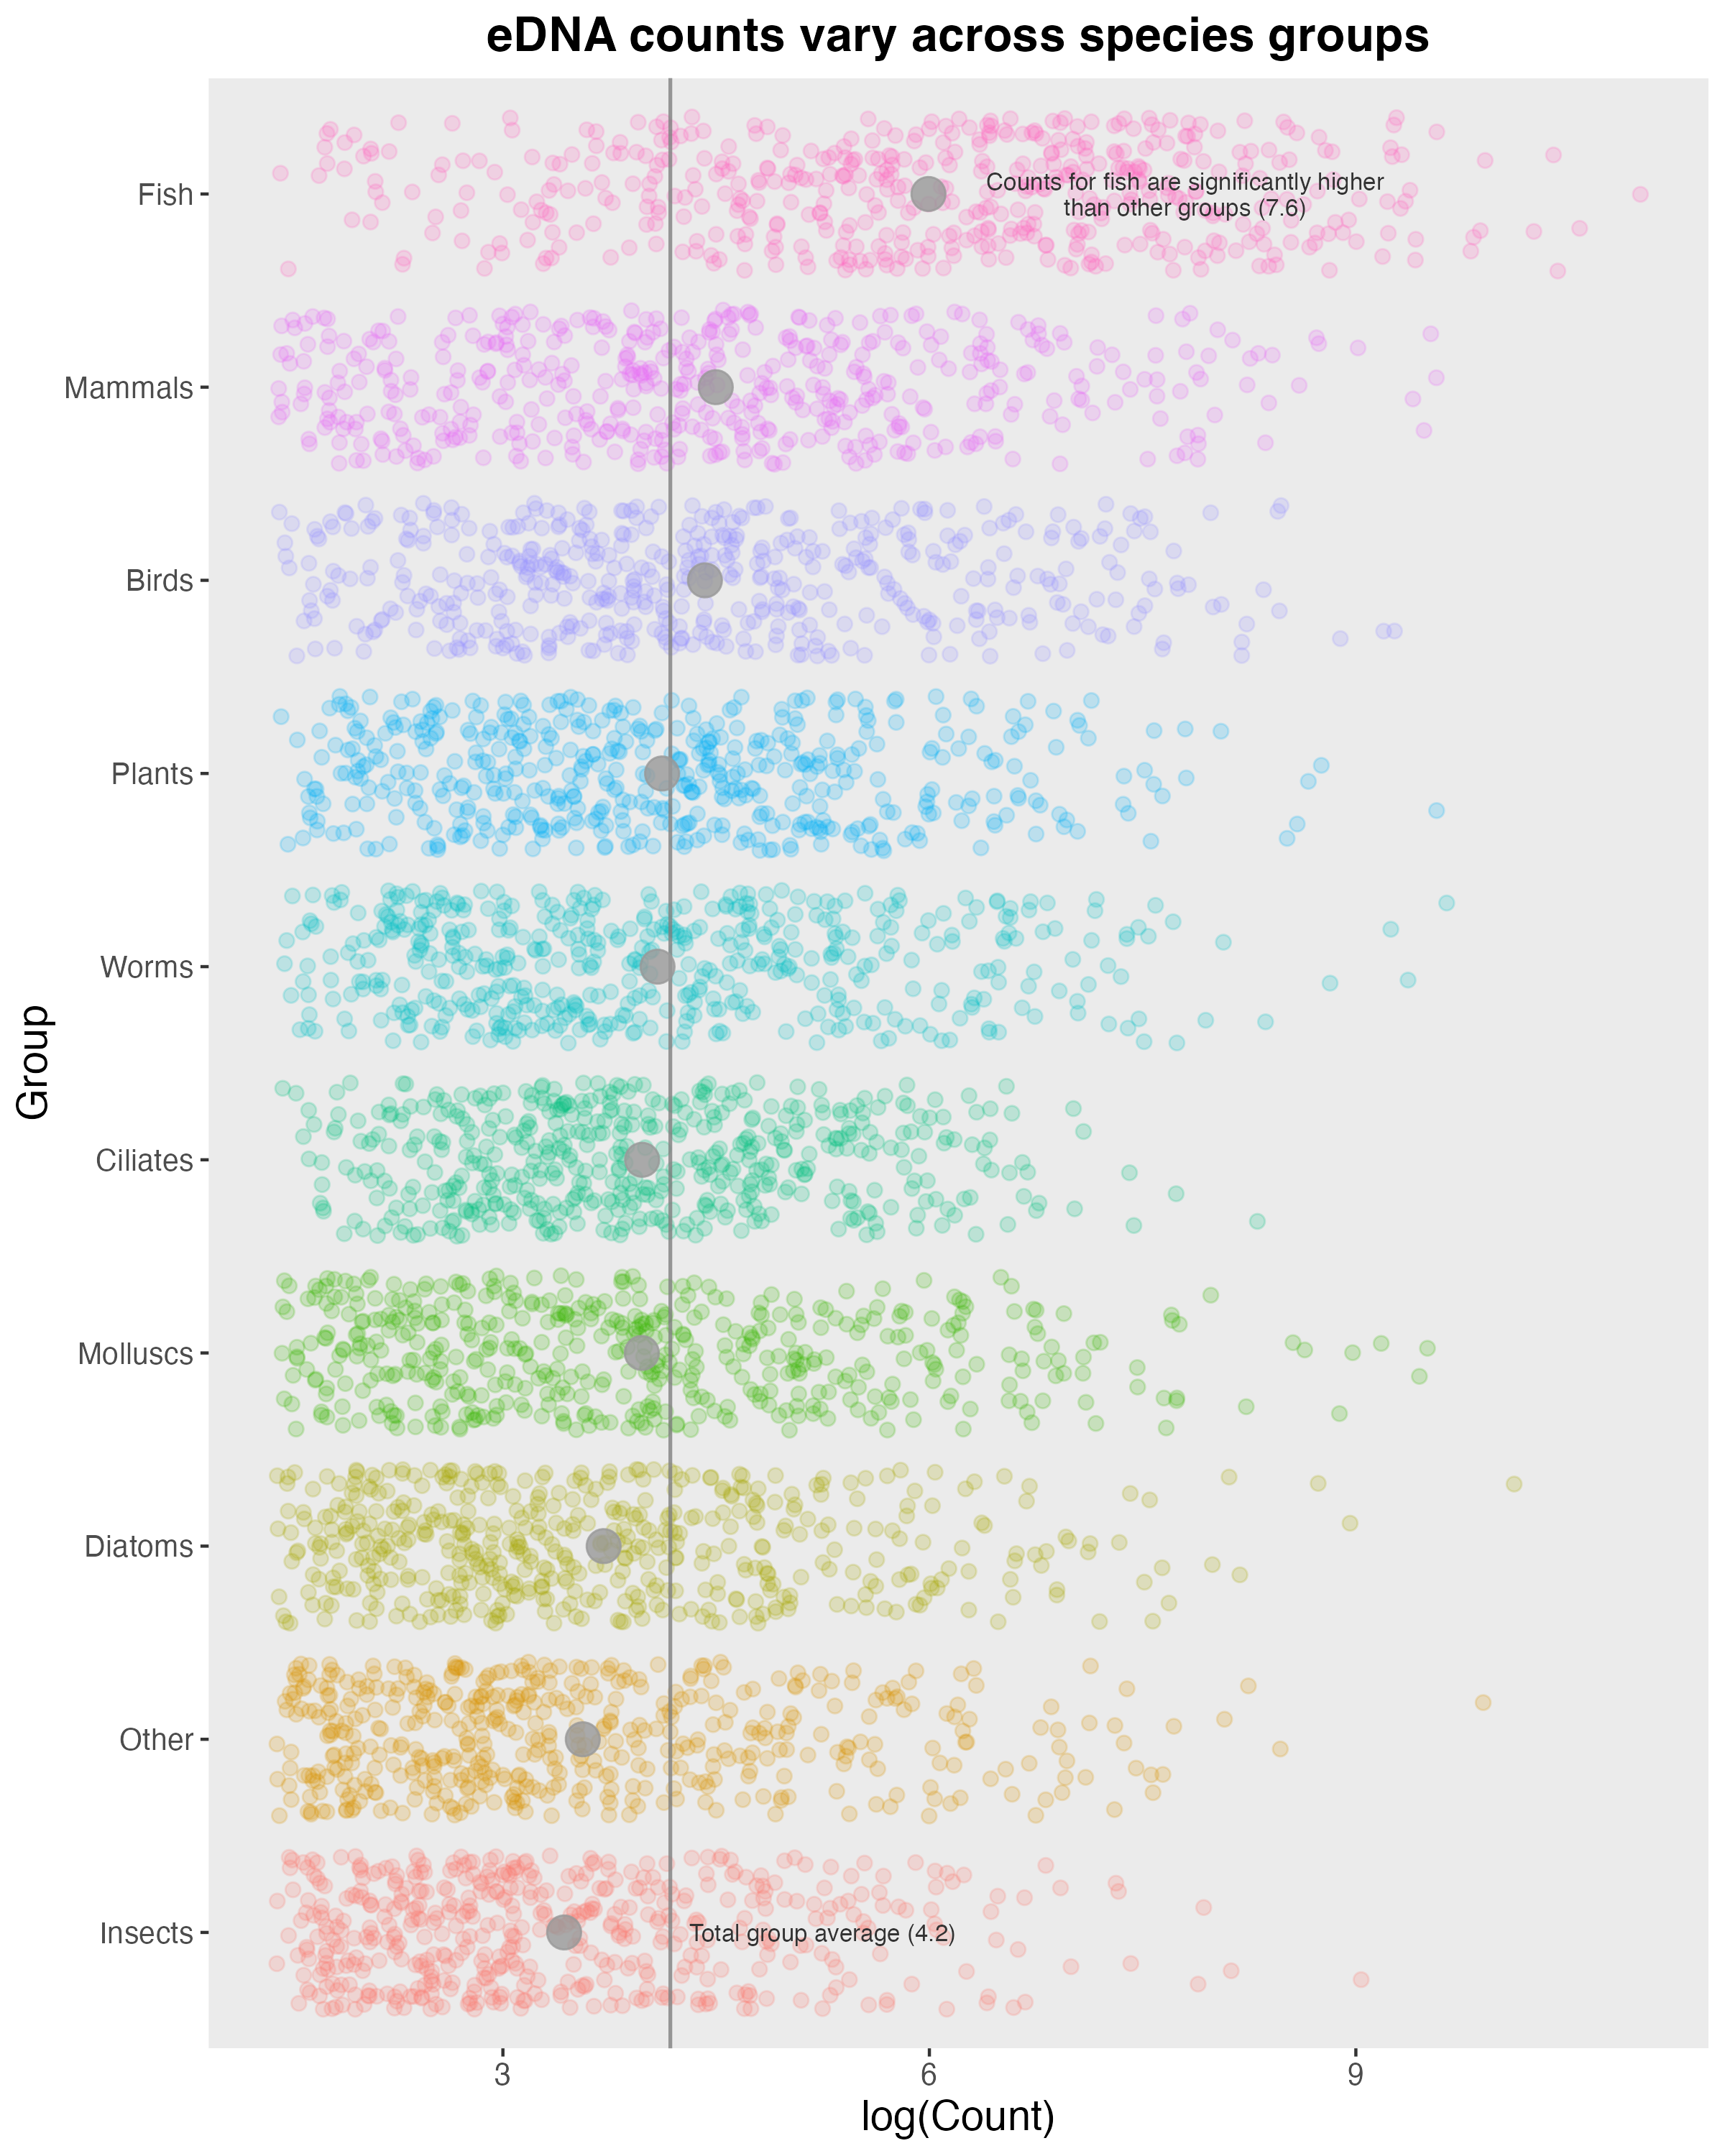 eDNA counts vary across species groups
Fish
Counts for fish are significantly higher
than other groups (7.6)
Mammals
Birds
Plants
Worms
Group
Ciliates
Molluscs
Diatoms
Other
Insects
Total group average (4.2)
3
6
9
log(Count)